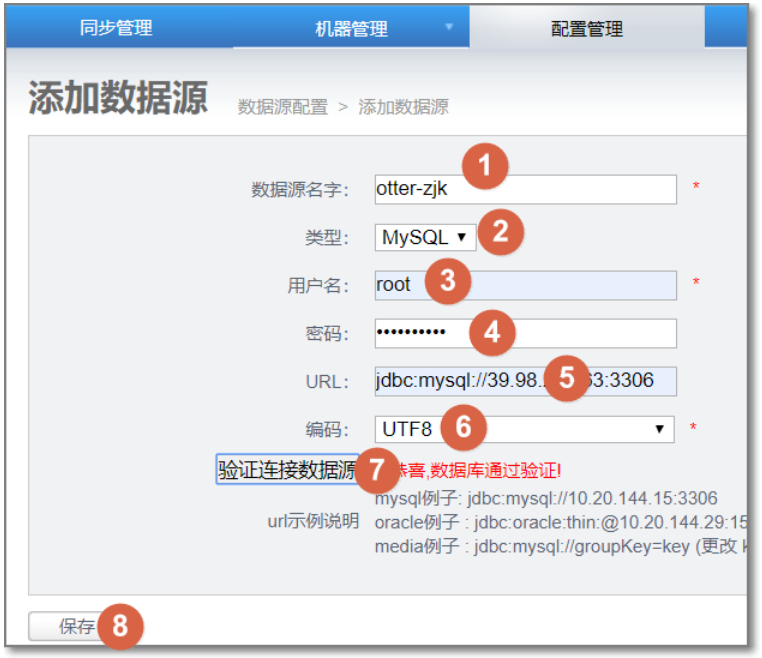 同步管理 机器管理 配置管理
添加数据源 数据源配置 > 添加数据源
1
数据源名字： otter-zjk *
类型： MySQL 2
用户名： root 3 *
密码： •••••••••• 4
URL： jdbc:mysql://39.98. 5 63:3306
编码： UTF8 6 *
验证连接数据源 7 恭喜,数据库通过验证!
mysql例子: jdbc:mysql://10.20.144.15:3306
url示例说明 oracle例子 : jdbc:oracle:thin:@10.20.144.29:15
media例子 : jdbc:mysql://groupKey=key (更改
保存 8